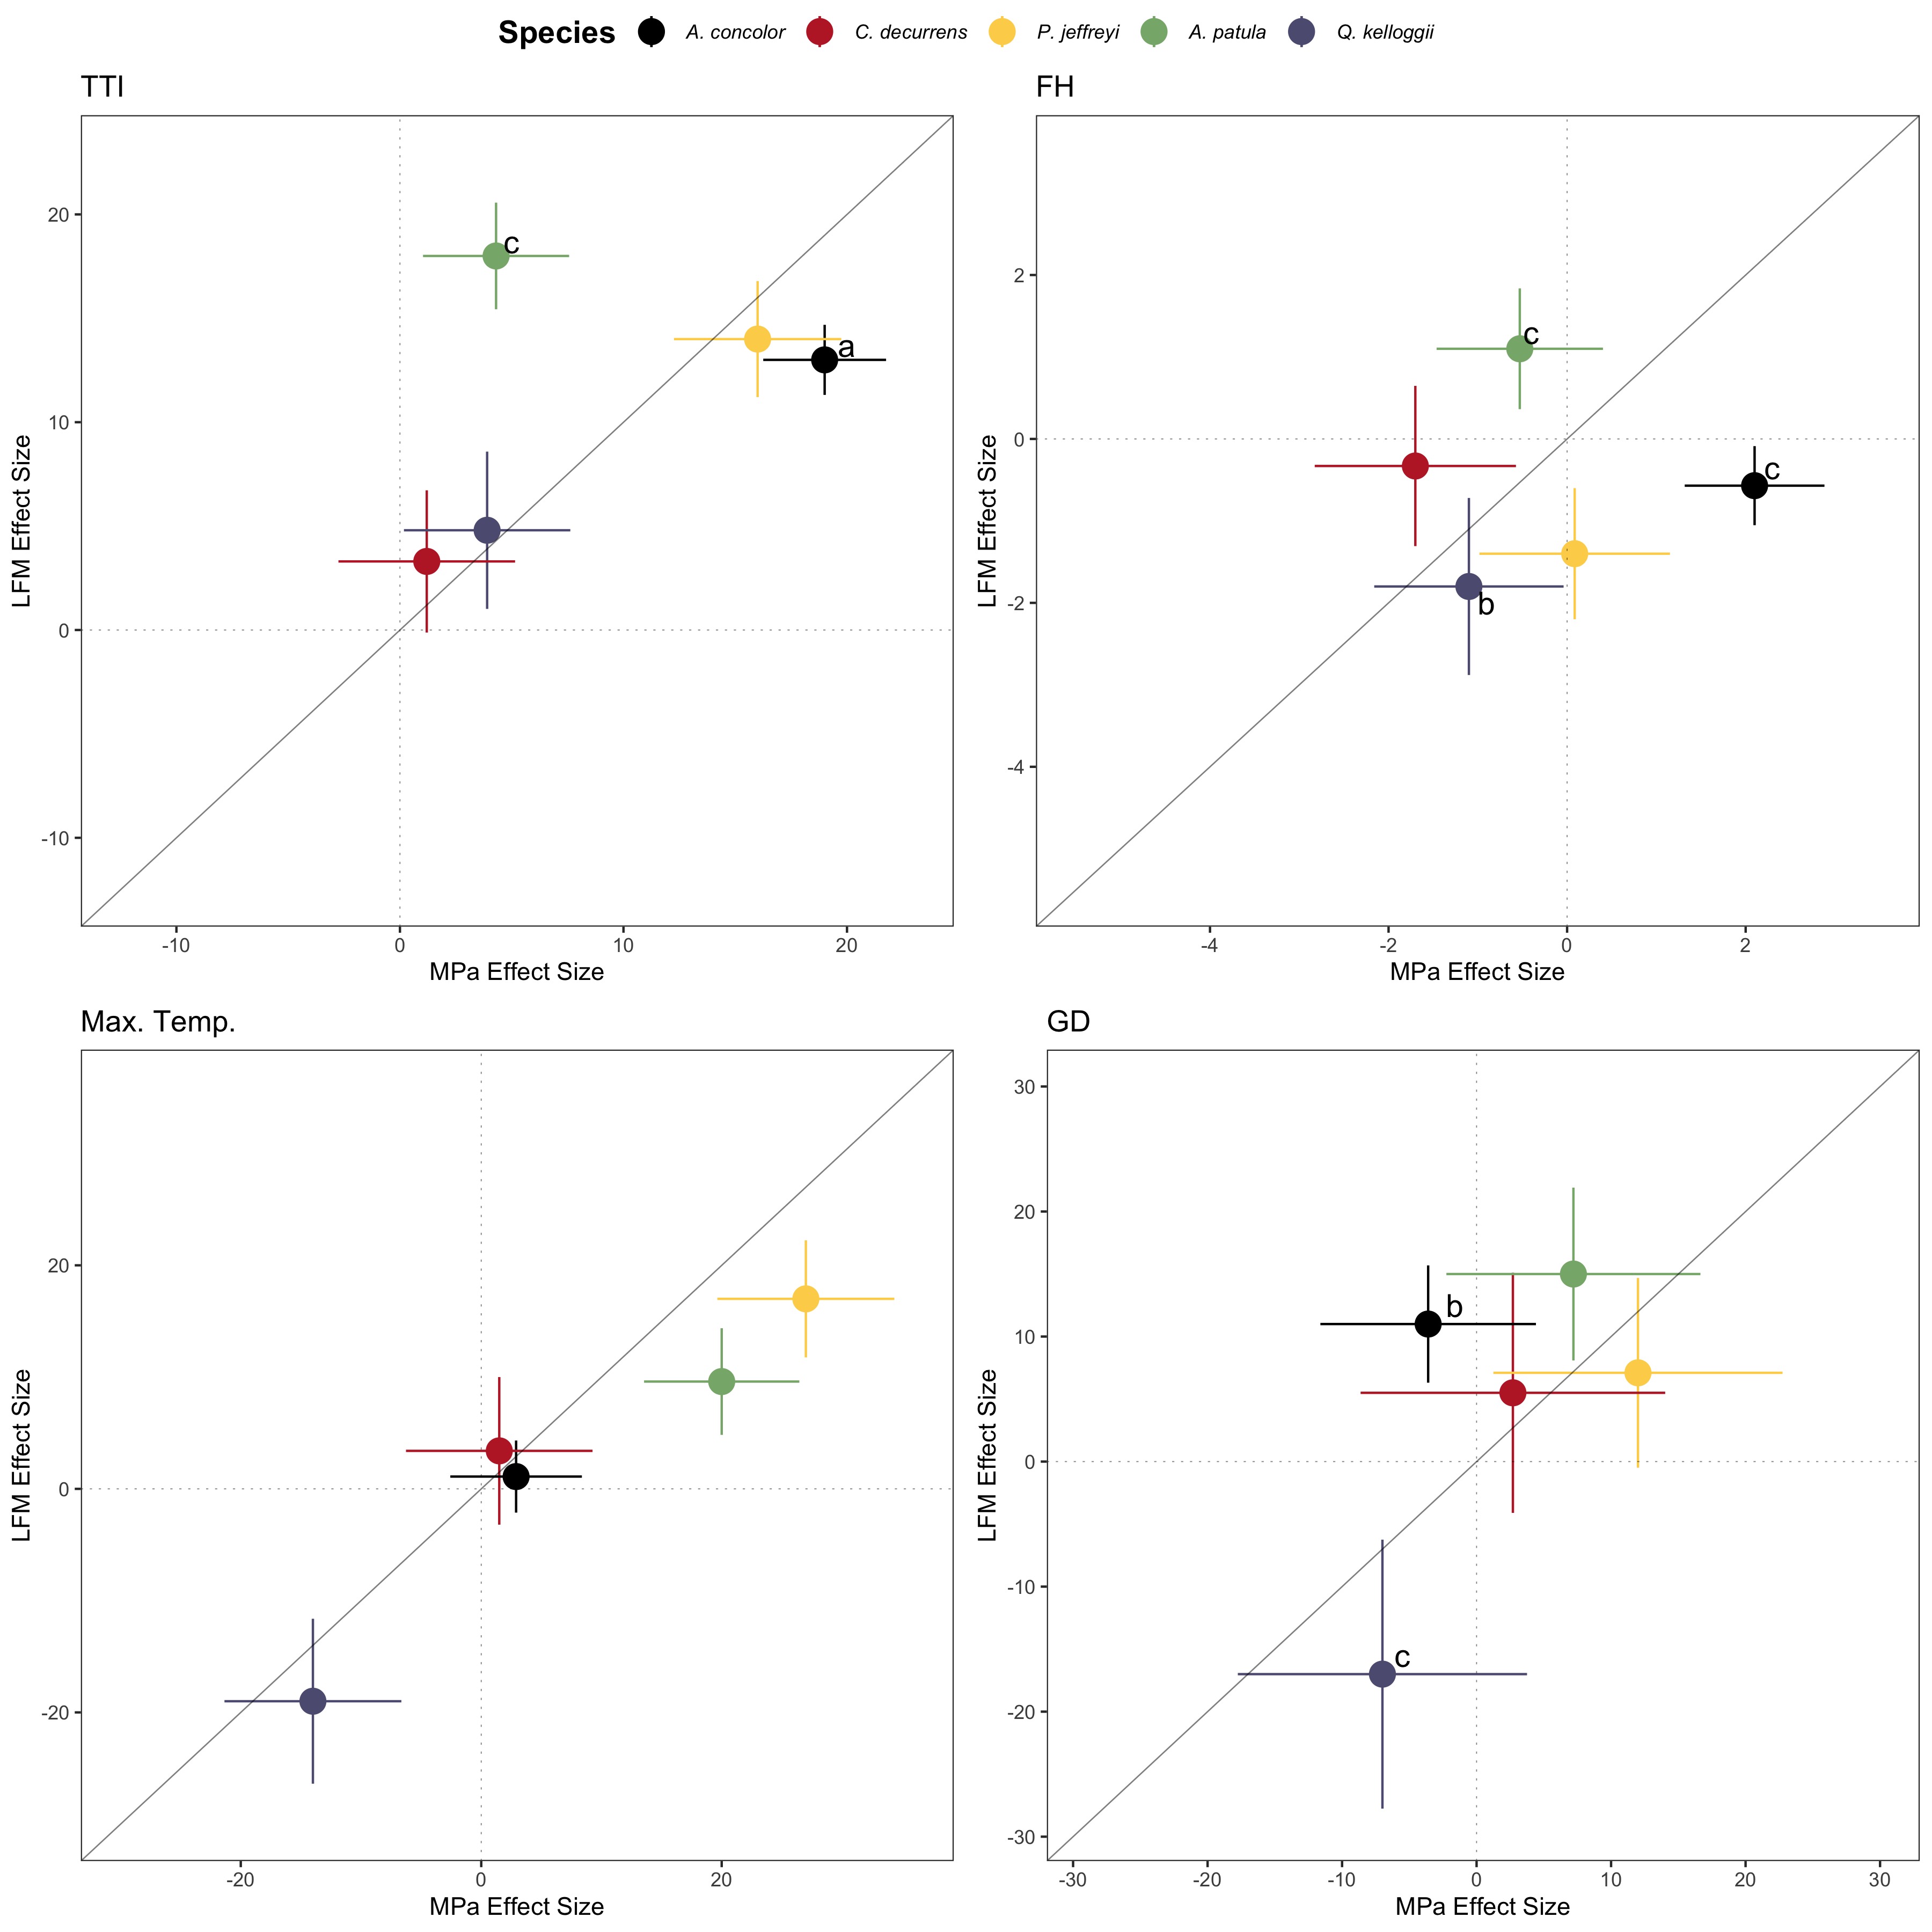 Species A. concolor C. decurrens P. jeffreyi A. patula Q. kelloggii
TTI
20
10
0
-10
LFM Effect Size
c
a
-10 0 10 20
MPa Effect Size
FH
2
0
-2
-4
LFM Effect Size
c
c
b
-4 -2 0 2
MPa Effect Size
Max. Temp.
20
0
-20
LFM Effect Size
-20 0 20
MPa Effect Size
GD
30
20
10
0
-10
-20
-30
LFM Effect Size
b
c
-30 -20 -10 0 10 20 30
MPa Effect Size